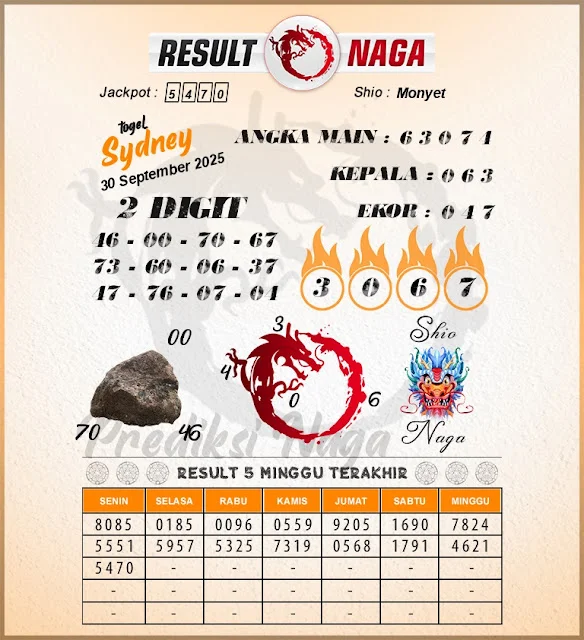 RESULT NAGA
Jackpot : 5470 Shio : Monyet
togel
Sydney
30 September 2025
ANGKA MAIN : 6 3 0 7 4
KEPALA : 0 6 3
EKOR : 0 4 7
2 DIGIT
46 - 00 - 70 - 67
73 - 60 - 06 - 37
47 - 76 - 07 - 04
3 0 6 7
00
70 46
3
4
0 6
Shio
Naga
Prediksi Naga
RESULT 5 MINGGU TERAKHIR
SENIN SELASA RABU KAMIS JUMAT SABTU MINGGU
8085 0185 0096 0559 9205 1690 7824
5551 5957 5325 7319 0568 1791 4621
5470 - - - - - -
- - - - - - -
- - - - - - -